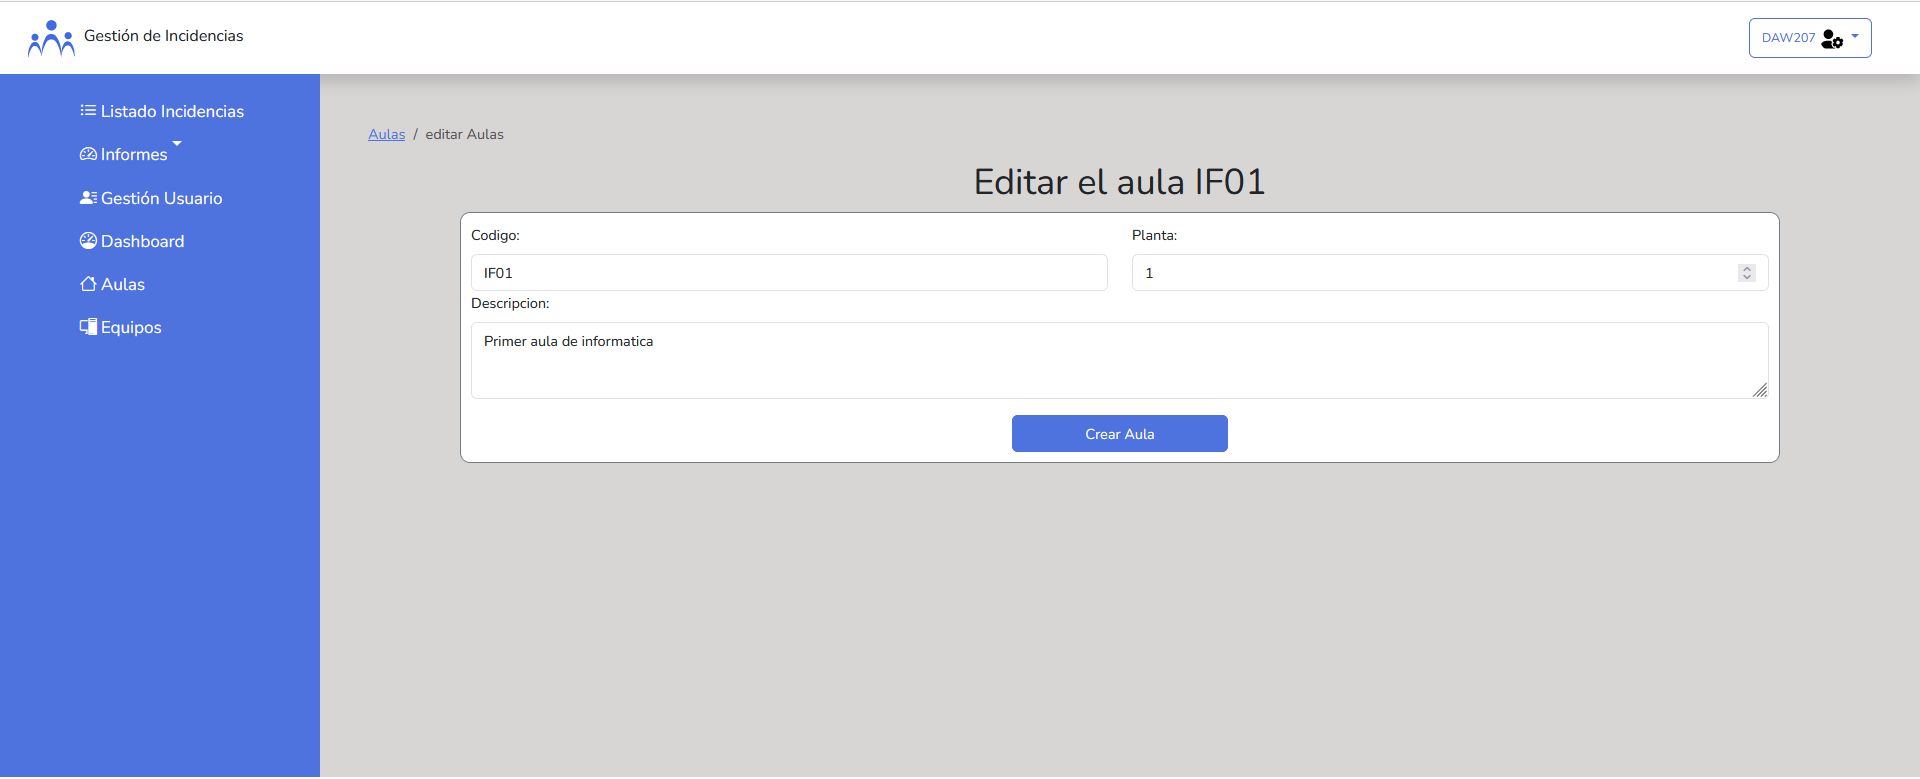 Gestión de Incidencias
DAW207
Listado Incidencias
Informes
Gestión Usuario
Dashboard
Aulas
Equipos
Aulas / editar Aulas
Editar el aula IF01
Codigo:
Planta:
IF01
1
Descripcion:
Primer aula de informatica
Crear Aula